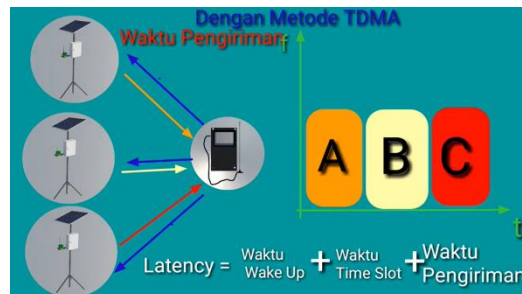 Dengan Metode TDMA
Waktu Pengiriman
f
A B C
t
Latency = Waktu Wake Up + Waktu Time Slot + Waktu Pengiriman